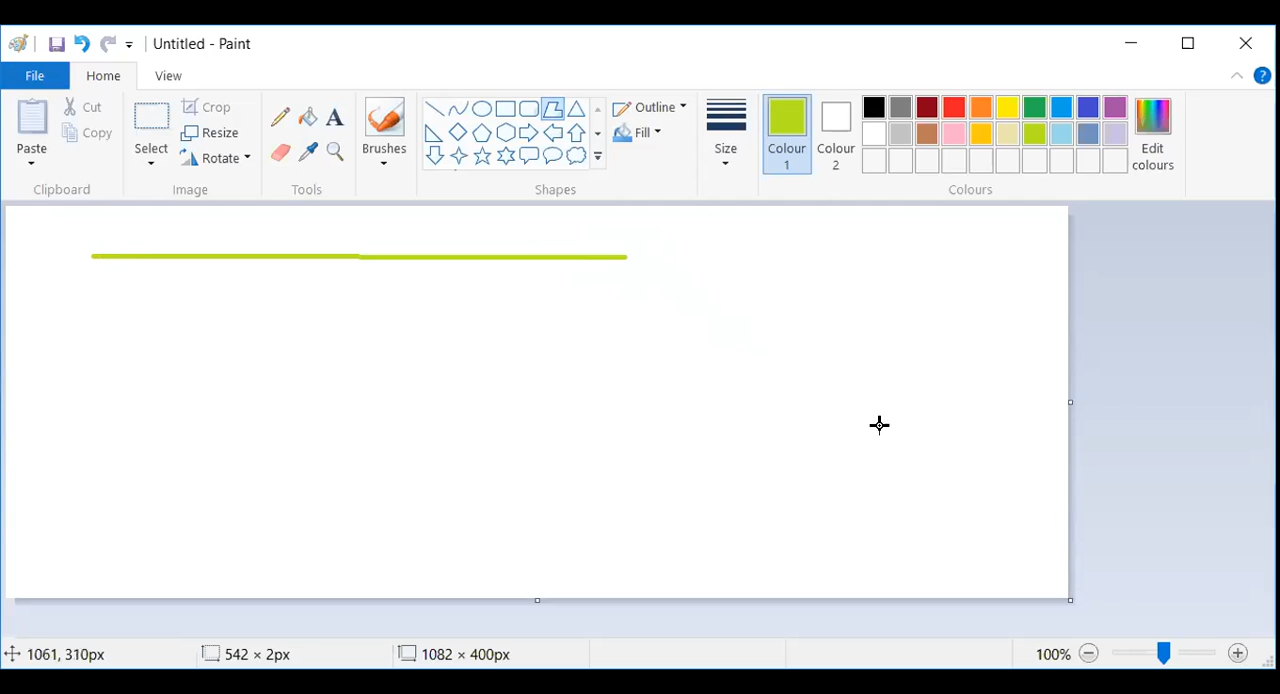 Untitled - Paint
File Home View
Paste
Cut
Copy
Clipboard
Select
Crop
Resize
Rotate
Image
A
Tools
Brushes
Outline
Fill
Shapes
Size
Colour 1
Colour 2
Edit colours
Colours
1061, 310px
542 × 2px
1082 × 400px
100%